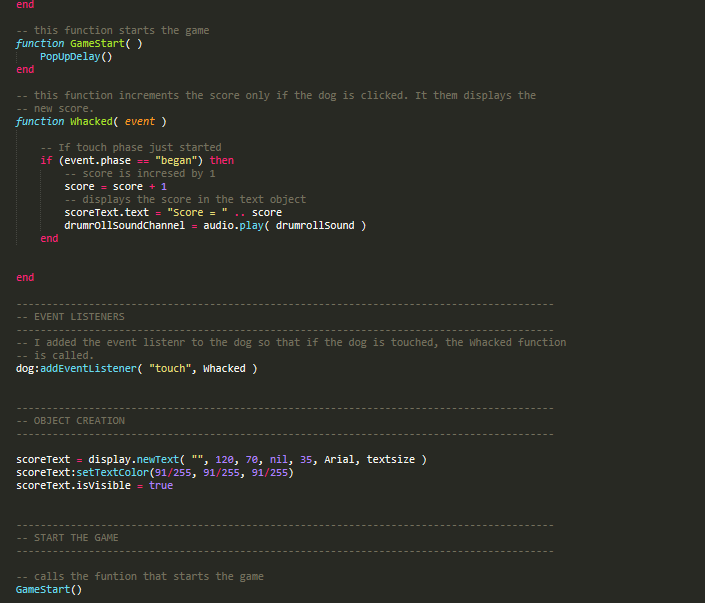 end
-- this function starts the game
function GameStart( )
PopUpDelay()
end
-- this function increments the score only if the dog is clicked. It them displays the
-- new score.
function Whacked( event )
-- If touch phase just started
if (event.phase == "began") then
-- score is incresed by 1
score = score + 1
-- displays the score in the text object
scoreText.text = "Score = " .. score
drumrOllSoundChannel = audio.play( drumrollSound )
end
end
--------------------------------------------------------------------------------
-- EVENT LISTENERS
--------------------------------------------------------------------------------
-- I added the event listenr to the dog so that if the dog is touched, the Whacked function
-- is called.
dog:addEventListener( "touch", Whacked )
--------------------------------------------------------------------------------
-- OBJECT CREATION
--------------------------------------------------------------------------------
scoreText = display.newText( "", 120, 70, nil, 35, Arial, textsize )
scoreText:setTextColor(91/255, 91/255, 91/255)
scoreText.isVisible = true
--------------------------------------------------------------------------------
-- START THE GAME
--------------------------------------------------------------------------------
-- calls the funtion that starts the game
GameStart()